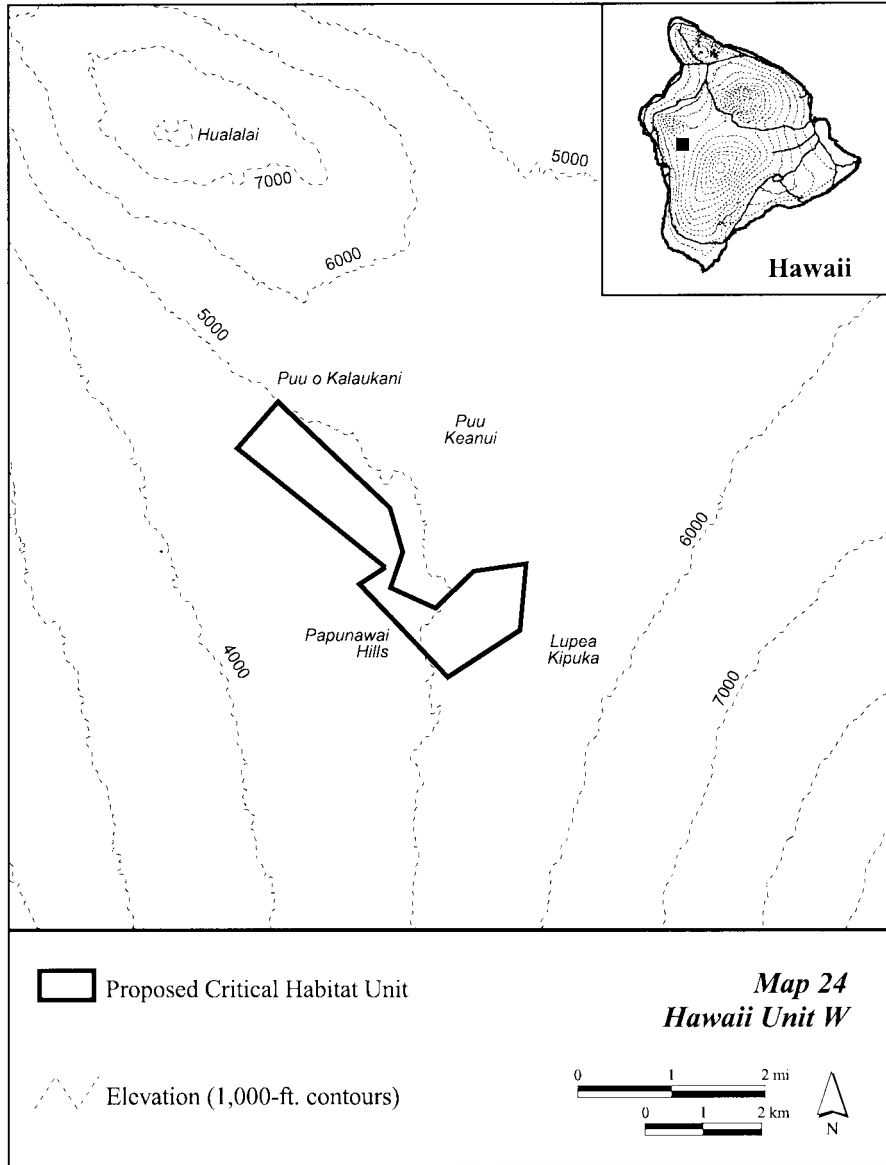 Hualalai
7000
6000
5000
5000
Hawaii
Puu o Kalaukani
Puu
Keanui
6000
Papunawai
Hills
Lupea
Kipuka
4000
7000
Proposed Critical Habitat Unit
Map 24
Hawaii Unit W
Elevation (1,000-ft. contours)
0 1 2 mi
0 1 2 km
N